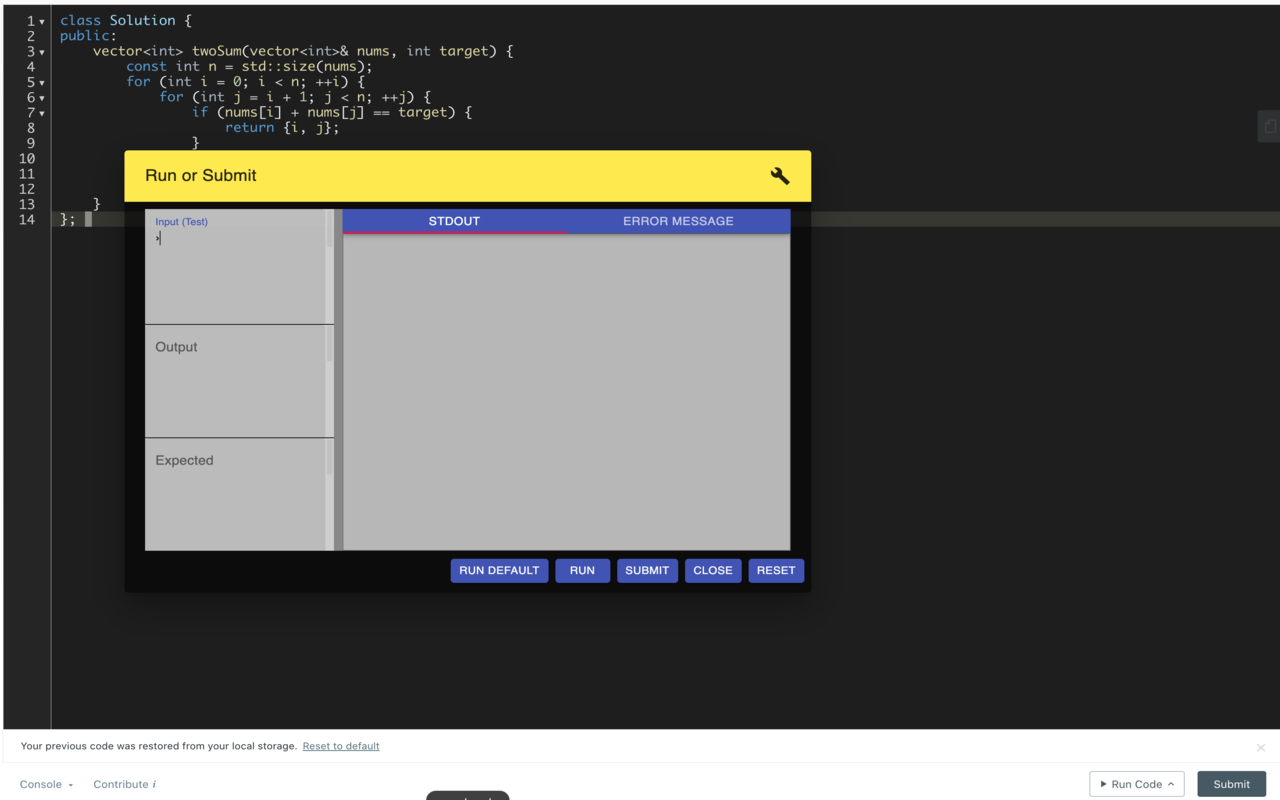 1 class Solution {
2 public:
3 vector<int> twoSum(vector<int>& nums, int target) {
4 const int n = std::size(nums);
5 for (int i = 0; i < n; ++i) {
6 for (int j = i + 1; j < n; ++j) {
7 if (nums[i] + nums[j] == target) {
8 return {i, j};
9 }
10
11
12
13 }
14 };
Run or Submit
Input (Test)
›
Output
Expected
STDOUT ERROR MESSAGE
RUN DEFAULT RUN SUBMIT CLOSE RESET
Your previous code was restored from your local storage. Reset to default
Console Contribute i
Run Code Submit